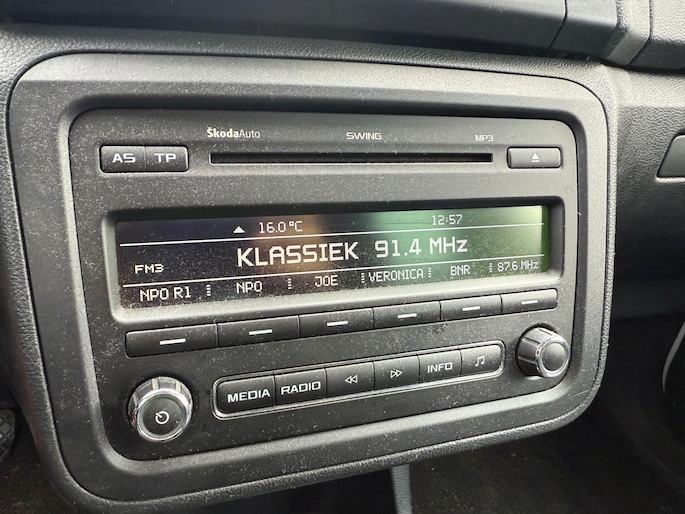 ŠkodaAuto SWING MP3
AS TP
16.0°C 12:57
KLASSIEK 91.4 MHz
FM3
NPO R1 NPO JOE VERONICA BNR 87.6 MHz
MEDIA RADIO INFO